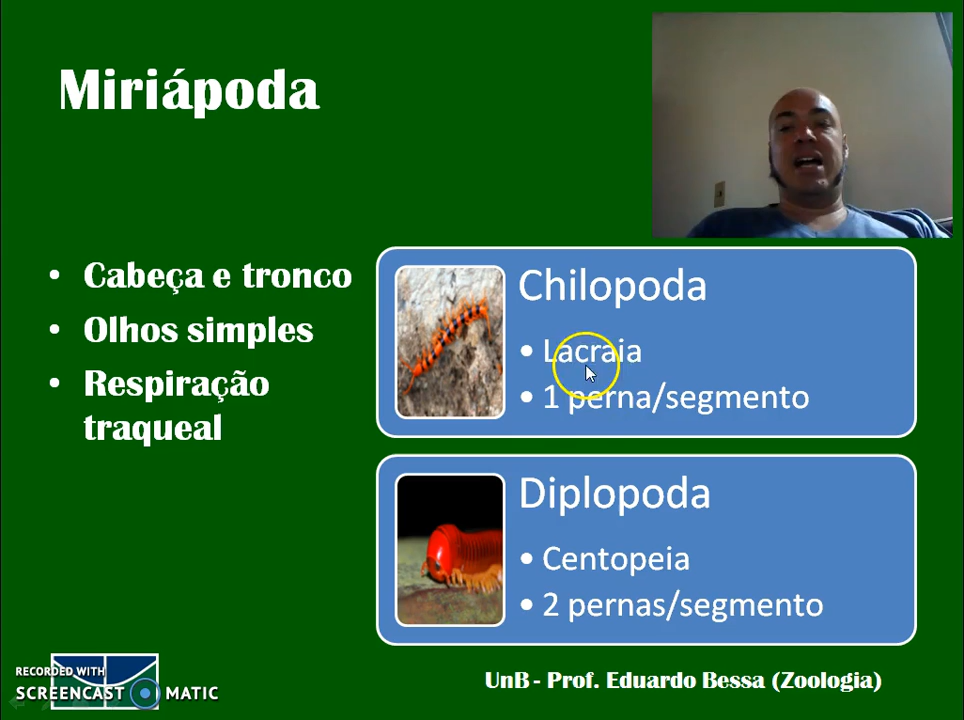 Miriápoda
• Cabeça e tronco
• Olhos simples
• Respiração
traqueal
Chilopoda
• Lacraia
• 1 perna/segmento
Diplopoda
• Centopeia
• 2 pernas/segmento
RECORDED WITH
SCREENCAST MATIC
UnB - Prof. Eduardo Bessa (Zoologia)